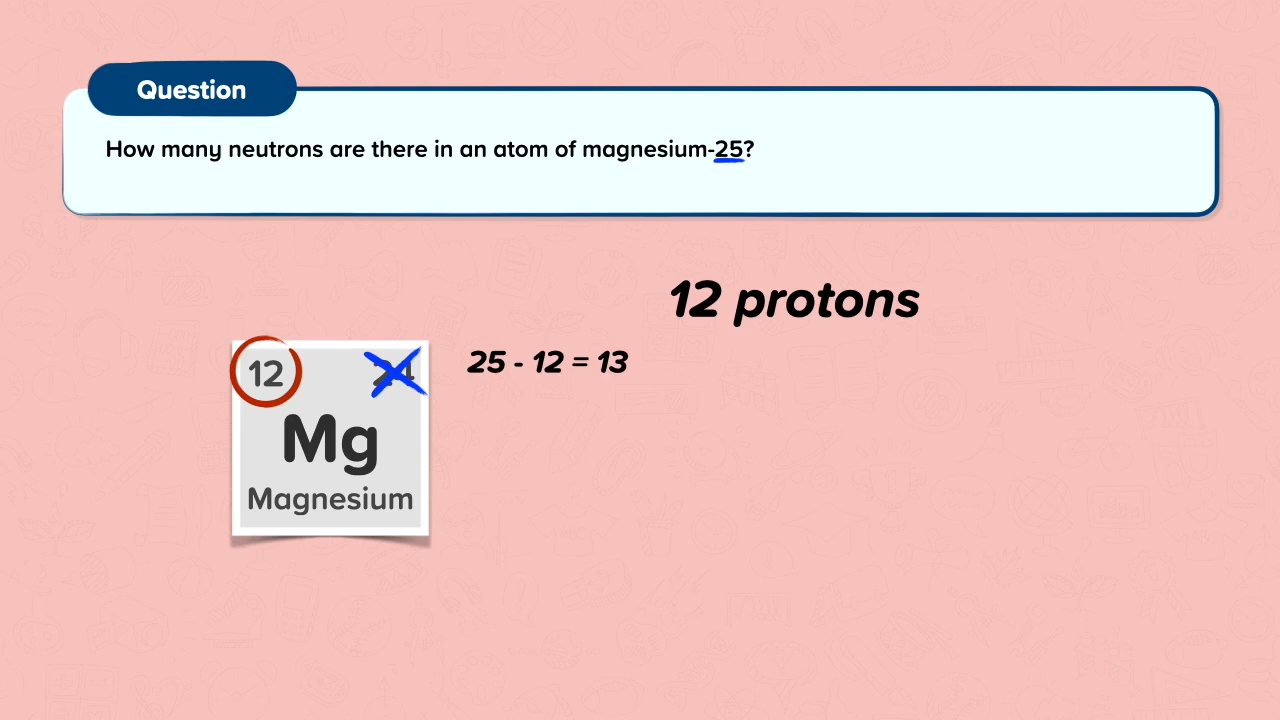 Question
How many neutrons are there in an atom of magnesium-25?
12 protons
12 24
25 - 12 = 13
Mg
Magnesium